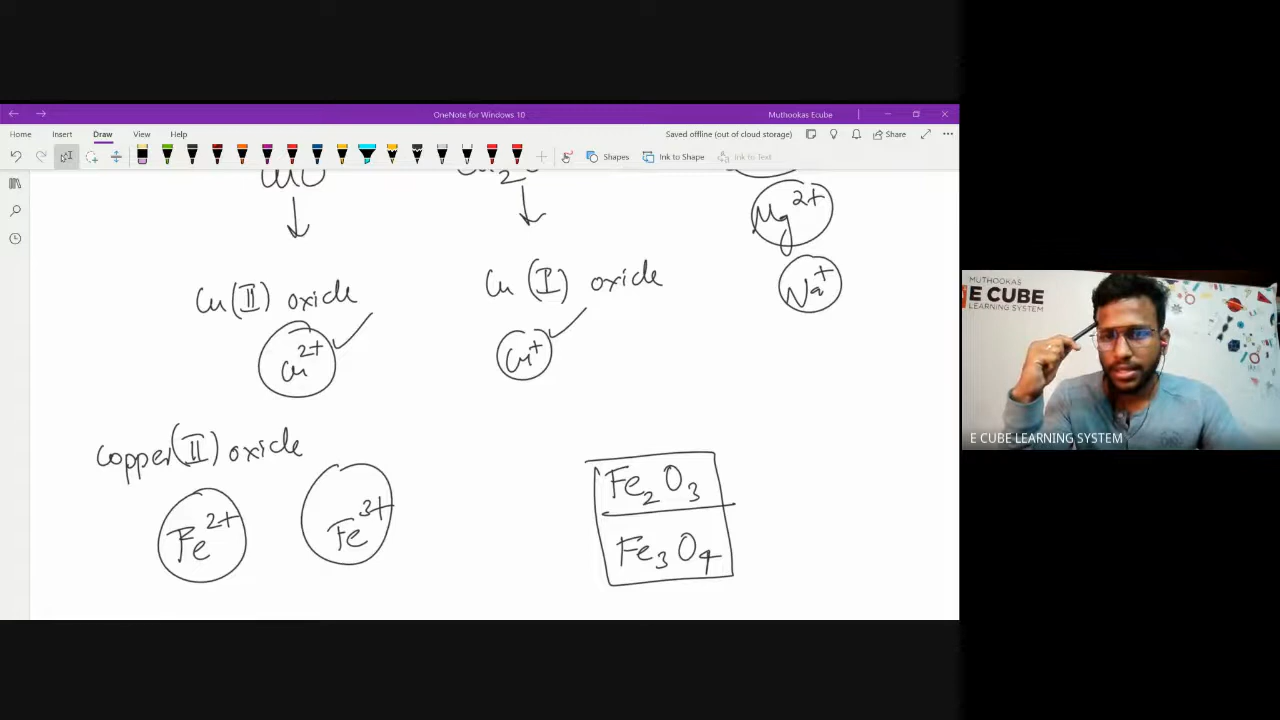 OneNote for Windows 10
Muthookas Ecube
Home Insert Draw View Help
Saved offline (out of cloud storage)
Share
Shapes
Ink to Shape
Ink to Text
Mg2+
Na+
Cu(II) oxide
Cu (I) oxide
Cu2+
Cu+
Copper(II) oxide
Fe2+
Fe3+
Fe2O3
Fe3O4
MUTHOOKAS
E CUBE
LEARNING SYSTEM
E CUBE LEARNING SYSTEM